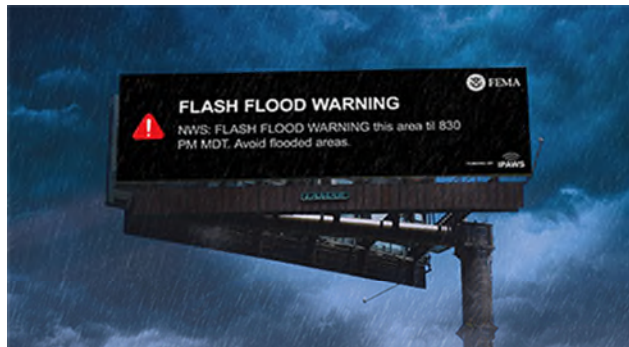 FEMA
FLASH FLOOD WARNING
NWS: FLASH FLOOD WARNING this area til 830
PM MDT. Avoid flooded areas.
IPAWS